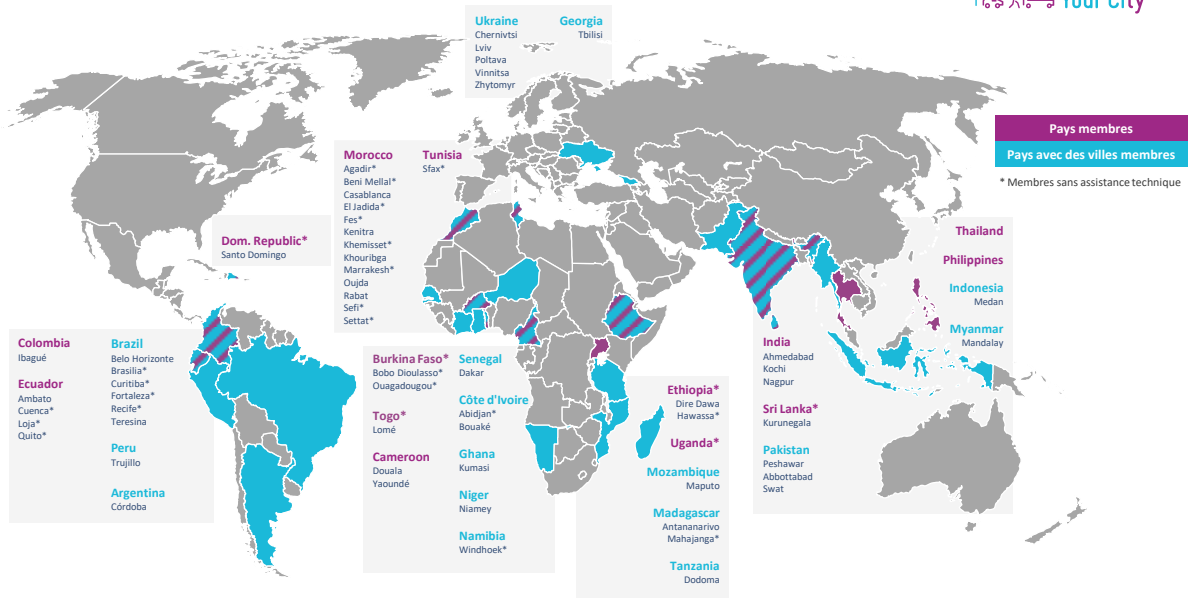 Your City
Ukraine
Chernivtsi
Lviv
Poltava
Vinnitsa
Zhytomyr
Georgia
Tbilisi
Pays membres
Pays avec des villes membres
* Membres sans assistance technique
Morocco
Agadir*
Beni Mellal*
Casablanca
El Jadida*
Fes*
Kenitra
Khemisset*
Khouribga
Marrakesh*
Oujda
Rabat
Sefi*
Settat*
Tunisia
Sfax*
Dom. Republic*
Santo Domingo
Colombia
Ibagué
Ecuador
Ambato
Cuenca*
Loja*
Quito*
Brazil
Belo Horizonte
Brasilia*
Curitiba*
Fortaleza*
Recife*
Teresina
Peru
Trujillo
Argentina
Córdoba
Burkina Faso*
Bobo Dioulasso*
Ouagadougou*
Togo*
Lomé
Cameroon
Douala
Yaoundé
Senegal
Dakar
Côte d'Ivoire
Abidjan*
Bouaké
Ghana
Kumasi
Niger
Niamey
Namibia
Windhoek*
Ethiopia*
Dire Dawa
Hawassa*
Uganda*
Mozambique
Maputo
Madagascar
Antananarivo
Mahajanga*
Tanzania
Dodoma
India
Ahmedabad
Kochi
Nagpur
Sri Lanka*
Kurunegala
Pakistan
Peshawar
Abbottabad
Swat
Thailand
Philippines
Indonesia
Medan
Myanmar
Mandalay